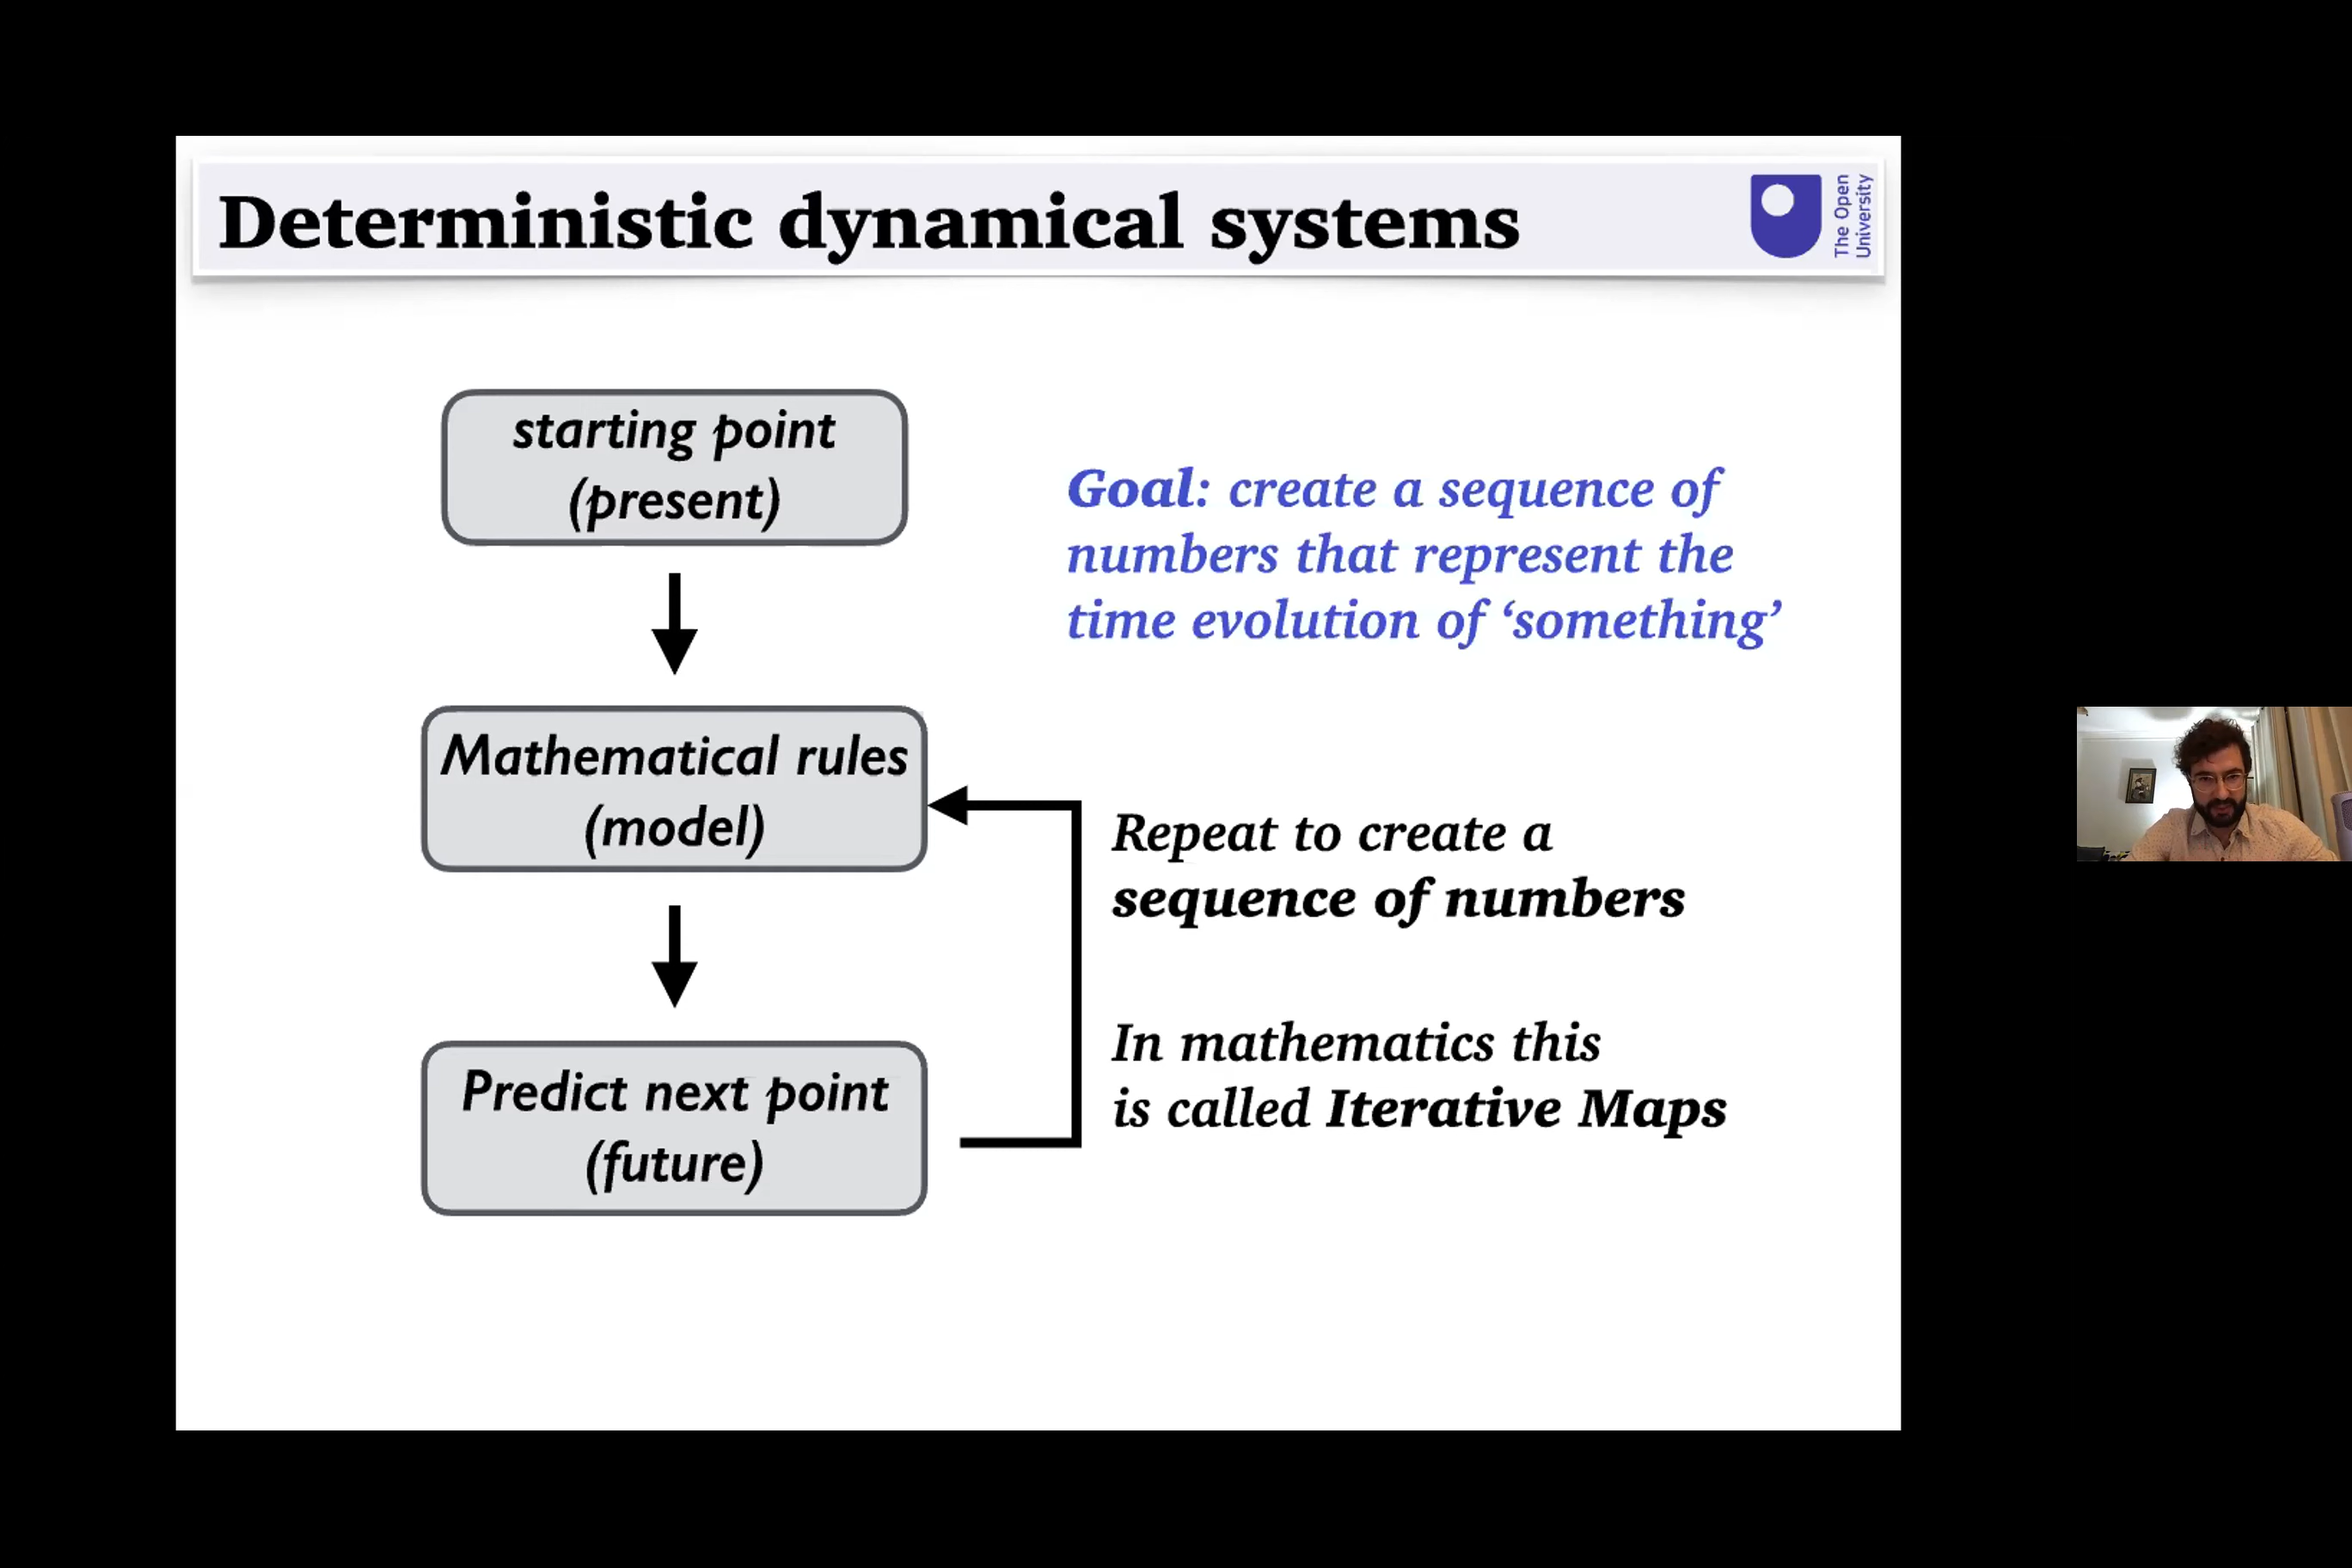 Deterministic dynamical systems
The Open
University
starting point
(present)
Goal: create a sequence of
numbers that represent the
time evolution of ‘something’
Mathematical rules
(model)
Repeat to create a
sequence of numbers
In mathematics this
is called Iterative Maps
Predict next point
(future)